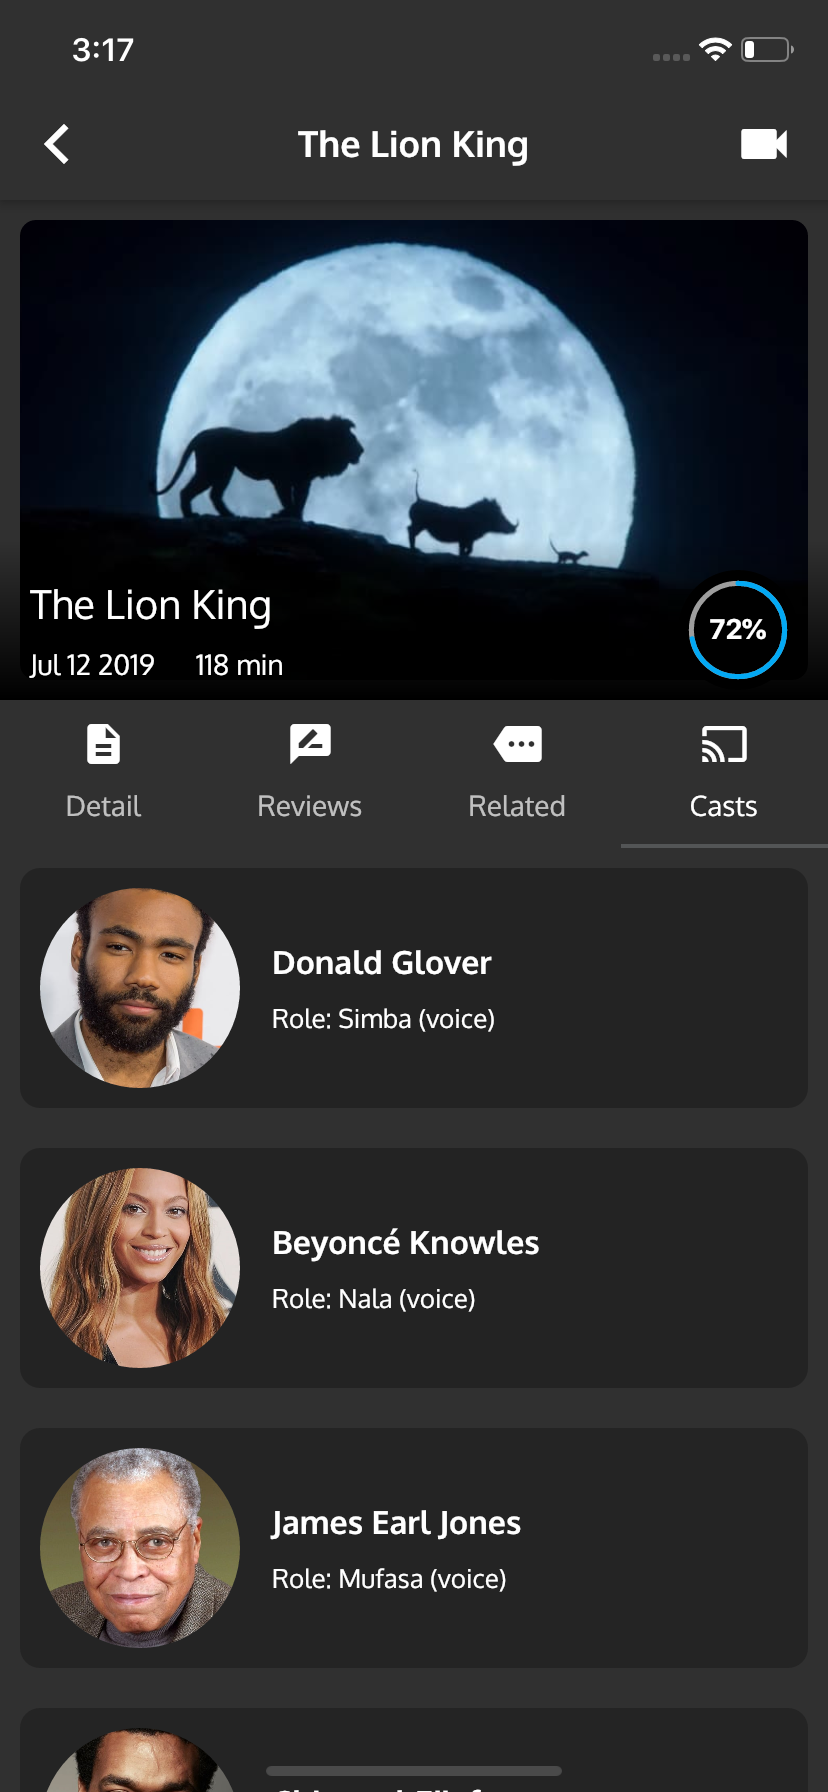 3:17
The Lion King
The Lion King
72%
Jul 12 2019 118 min
Detail Reviews Related Casts
Donald Glover
Role: Simba (voice)
Beyoncé Knowles
Role: Nala (voice)
James Earl Jones
Role: Mufasa (voice)